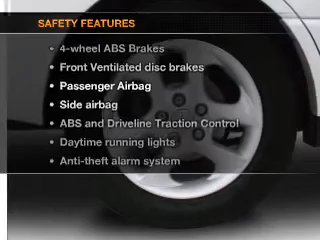 SAFETY FEATURES
• 4-wheel ABS Brakes
• Front Ventilated disc brakes
• Passenger Airbag
• Side airbag
• ABS and Driveline Traction Control
• Daytime running lights
• Anti-theft alarm system